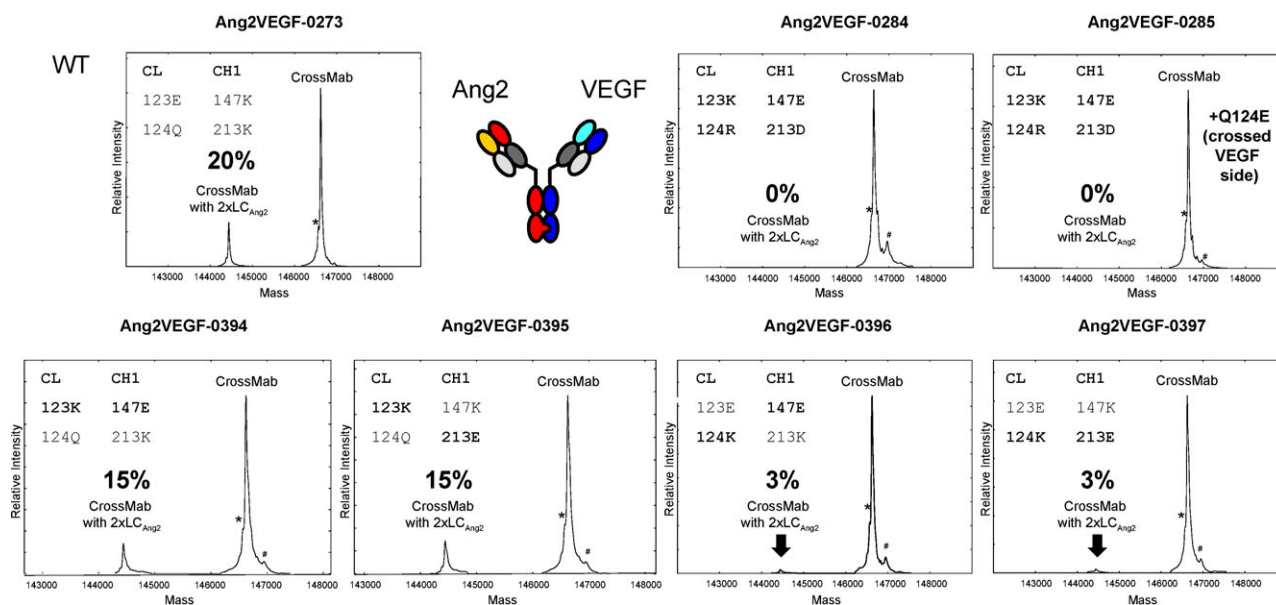 Ang2VEGF-0273
WT
CL CH1
123E 147K
124Q 213K
20%
CrossMab
with 2xLCAng2
CrossMab
*
Relative Intensity
143000 144000 145000 146000 147000 148000
Mass
Ang2 VEGF
Ang2VEGF-0284
CL CH1
123K 147E
124R 213D
0%
CrossMab
with 2xLCAng2
CrossMab
*
#
Relative Intensity
143000 144000 145000 146000 147000 148000
Mass
Ang2VEGF-0285
CL CH1
123K 147E
124R 213D
0%
CrossMab
with 2xLCAng2
CrossMab
+Q124E
(crossed
VEGF
side)
*
#
Relative Intensity
143000 144000 145000 146000 147000 148000
Mass
Ang2VEGF-0394
CL CH1
123K 147E
124Q 213K
15%
CrossMab
with 2xLCAng2
CrossMab
*
#
Relative Intensity
143000 144000 145000 146000 147000 148000
Mass
Ang2VEGF-0395
CL CH1
123K 147K
124Q 213E
15%
CrossMab
with 2xLCAng2
CrossMab
*
#
Relative Intensity
143000 144000 145000 146000 147000 148000
Mass
Ang2VEGF-0396
CL CH1
123E 147E
124K 213K
3%
CrossMab
with 2xLCAng2
CrossMab
*
#
Relative Intensity
143000 144000 145000 146000 147000 148000
Mass
Ang2VEGF-0397
CL CH1
123E 147K
124K 213E
3%
CrossMab
with 2xLCAng2
CrossMab
*
#
Relative Intensity
143000 144000 145000 146000 147000 148000
Mass